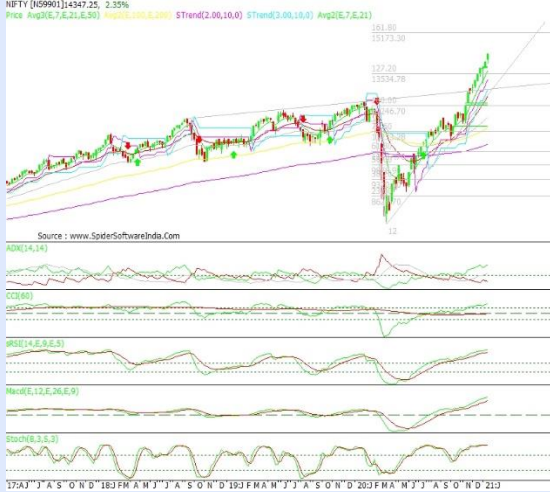 NIFTY [N59901]14347.25, 2.35%
Price Avg3(E,7,E,21,E,50) Avg2(E,100,E,200) STrend(2.00,10,0) STrend(3.00,10,0) Avg2(E,7,E,21)
161.80
15173.30
127.20
13534.78
Source : www.SpiderSoftwareIndia.Com
12
ADX(14,14)
CCI(60)
sRSI(14,E,9,E,5)
Macd(E,12,E,26,E,9)
Stoch(8,3,S,3)
17:AJ J A S O N D 18:J FM A M J J A S O N D 19:J F M A M J J A S O N D 20:J F M A M J J A S O N D 21:J